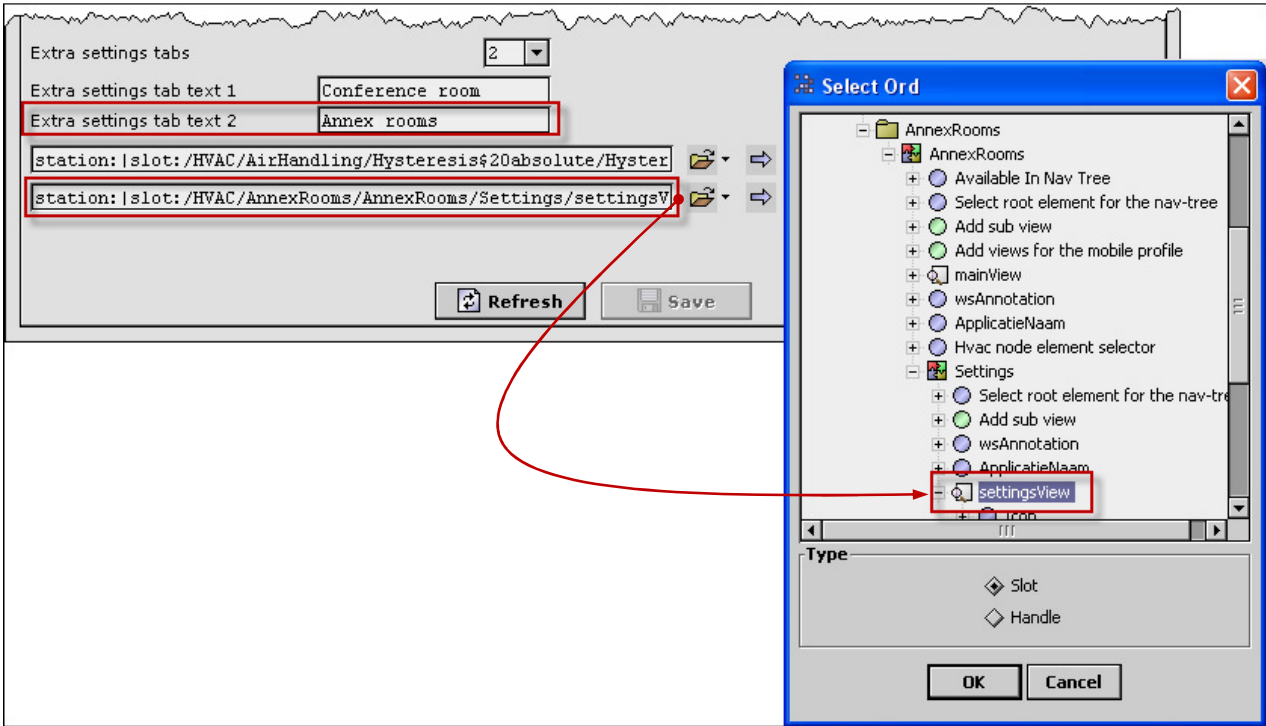 Extra settings tabs
2
Extra settings tab text 1
Conference room
Extra settings tab text 2
Annex rooms
station:|slot:/HVAC/AirHandling/Hysteresis$20absolute/Hyster
station:|slot:/HVAC/AnnexRooms/AnnexRooms/Settings/settingsV
Refresh
Save
Select Ord
AnnexRooms
AnnexRooms
Available In Nav Tree
Select root element for the nav-tree
Add sub view
Add views for the mobile profile
mainView
wsAnnotation
ApplicatieNaam
Hvac node element selector
Settings
Select root element for the nav-tre
Add sub view
wsAnnotation
ApplicatieNaam
settingsView
Icon
Type
Slot
Handle
OK
Cancel